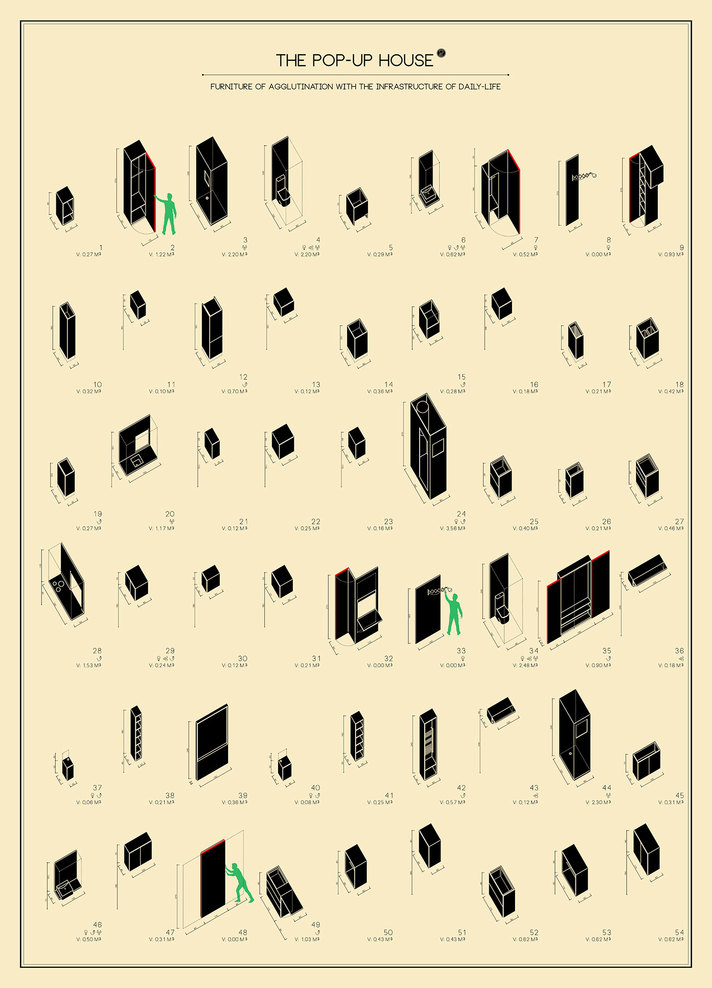 THE POP-UP HOUSE
FURNITURE OF AGGLUTINATION WITH THE INFRASTRUCTURE OF DAILY-LIFE
1 2 3 4 5 6 7 8 9
V: 0.27 M3 V: 1.22 M3 V: 2.20 M3 V: 2.20 M3 V: 0.29 M3 V: 0.62 M3 V: 0.52 M3 V: 0.00 M3 V: 0.93 M3
10 11 12 13 14 15 16 17 18
V: 0.32 M3 V: 0.10 M3 V: 0.70 M3 V: 0.12 M3 V: 0.36 M3 V: 0.28 M3 V: 0.18 M3 V: 0.21 M3 V: 0.42 M3
19 20 21 22 23 24 25 26 27
V: 0.27 M3 V: 1.17 M3 V: 0.12 M3 V: 0.25 M3 V: 0.16 M3 V: 3.56 M3 V: 0.40 M3 V: 0.21 M3 V: 0.46 M3
28 29 30 31 32 33 34 35 36
V: 1.53 M3 V: 0.24 M3 V: 0.12 M3 V: 0.21 M3 V: 0.00 M3 V: 0.00 M3 V: 2.48 M3 V: 0.90 M3 V: 0.18 M3
37 38 39 40 41 42 43 44 45
V: 0.06 M3 V: 0.21 M3 V: 0.36 M3 V: 0.08 M3 V: 0.25 M3 V: 0.57 M3 V: 0.12 M3 V: 2.30 M3 V: 0.31 M3
46 47 48 49 50 51 52 53 54
V: 0.50 M3 V: 0.31 M3 V: 0.00 M3 V: 1.03 M3 V: 0.43 M3 V: 0.43 M3 V: 0.62 M3 V: 0.62 M3 V: 0.62 M3